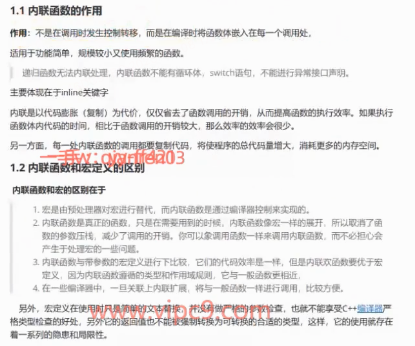 1.1 内联函数的作用
作用：不是在调用时发生控制转移，而是在编译时将函数体嵌入在每一个调用处，
适用于功能简单，规模较小又使用频繁的函数。
递归函数无法内联处理，内联函数不能有循环体，switch语句，不能进行异常接口声明。
主要体现在于inline关键字
内联是以代码膨胀（复制）为代价，仅仅省去了函数调用的开销，从而提高函数的执行效率。如果执行
函数体内代码的时间，相比于函数调用的开销较大，那么效率的效率会很少。
另一方面，每一处内联函数的调用都要复制代码，将使程序的总代码量增大，消耗更多的内存空间。
1.2 内联函数和宏定义的区别
内联函数和宏的区别在于
1. 宏是由预处理器对宏进行替代，而内联函数是通过编译器控制来实现的。
2. 内联函数是真正的函数，只是在需要用到的时候，内联函数像宏一样的展开，所以取消了函
数的参数压栈，减少了调用的开销。你可以象调用函数一样来调用内联函数，而不必担心会
产生于处理宏的一些问题。
3. 内联函数与带参数的宏定义进行下比较，它们的代码效率是一样，但是内联欢函数要优于宏
定义，因为内联函数遵循的类型和作用域规则，它与一般函数更相近，
4. 在一些编译器中，一旦关联上内联扩展，将与一般函数一样进行调用，比较方便。
另外，宏定义在使用时只是简单的文本替换，并没有做严格的参数检查，也就不能享受C++编译器严
格类型检查的好处，另外它的返回值也不能被强制转换为可转换的合适的类型，这样，它的使用就存在
着一系列的隐患和局限性。